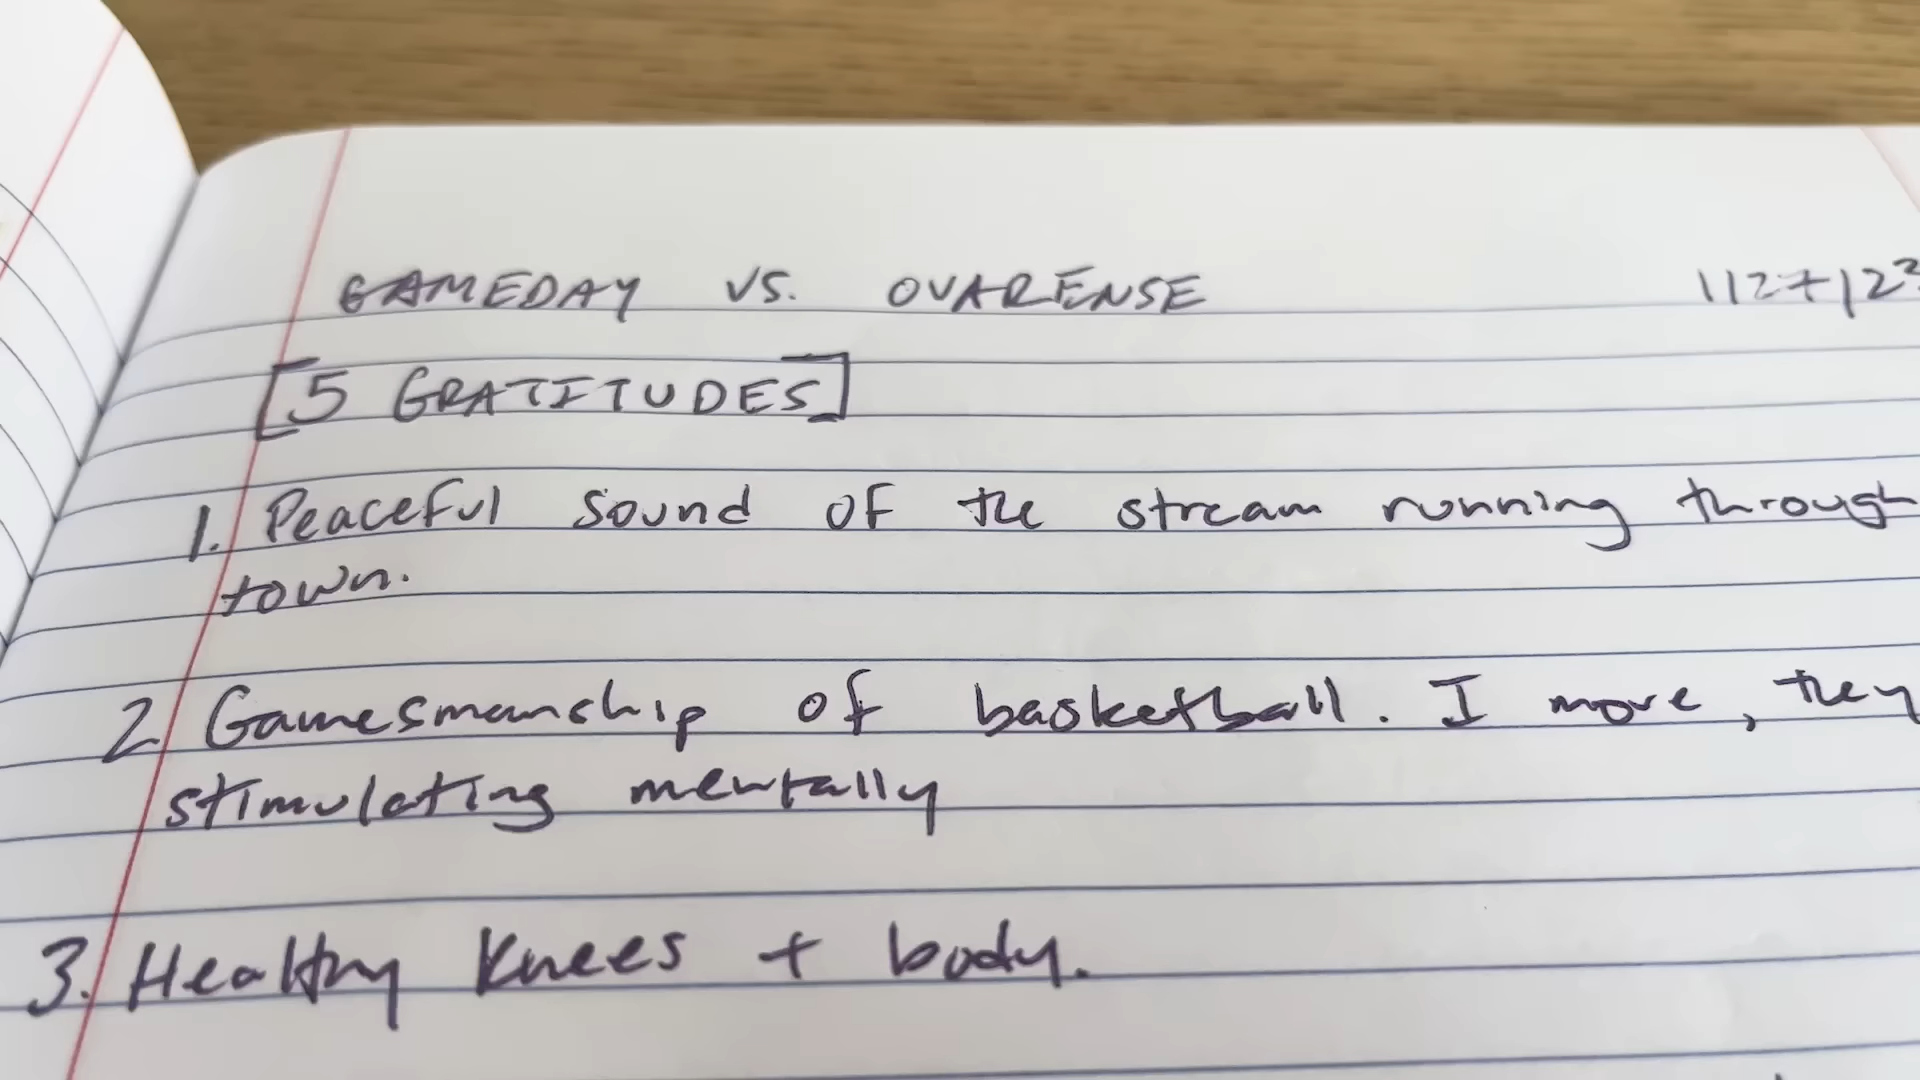 GAMEDAY VS. OVARENSE
[5 GRATITUDES]
1. Peaceful sound of the stream running through
town.
2 Gamesmanship of basketball. I move, they
stimulating mentally
3. Healthy knees + body.